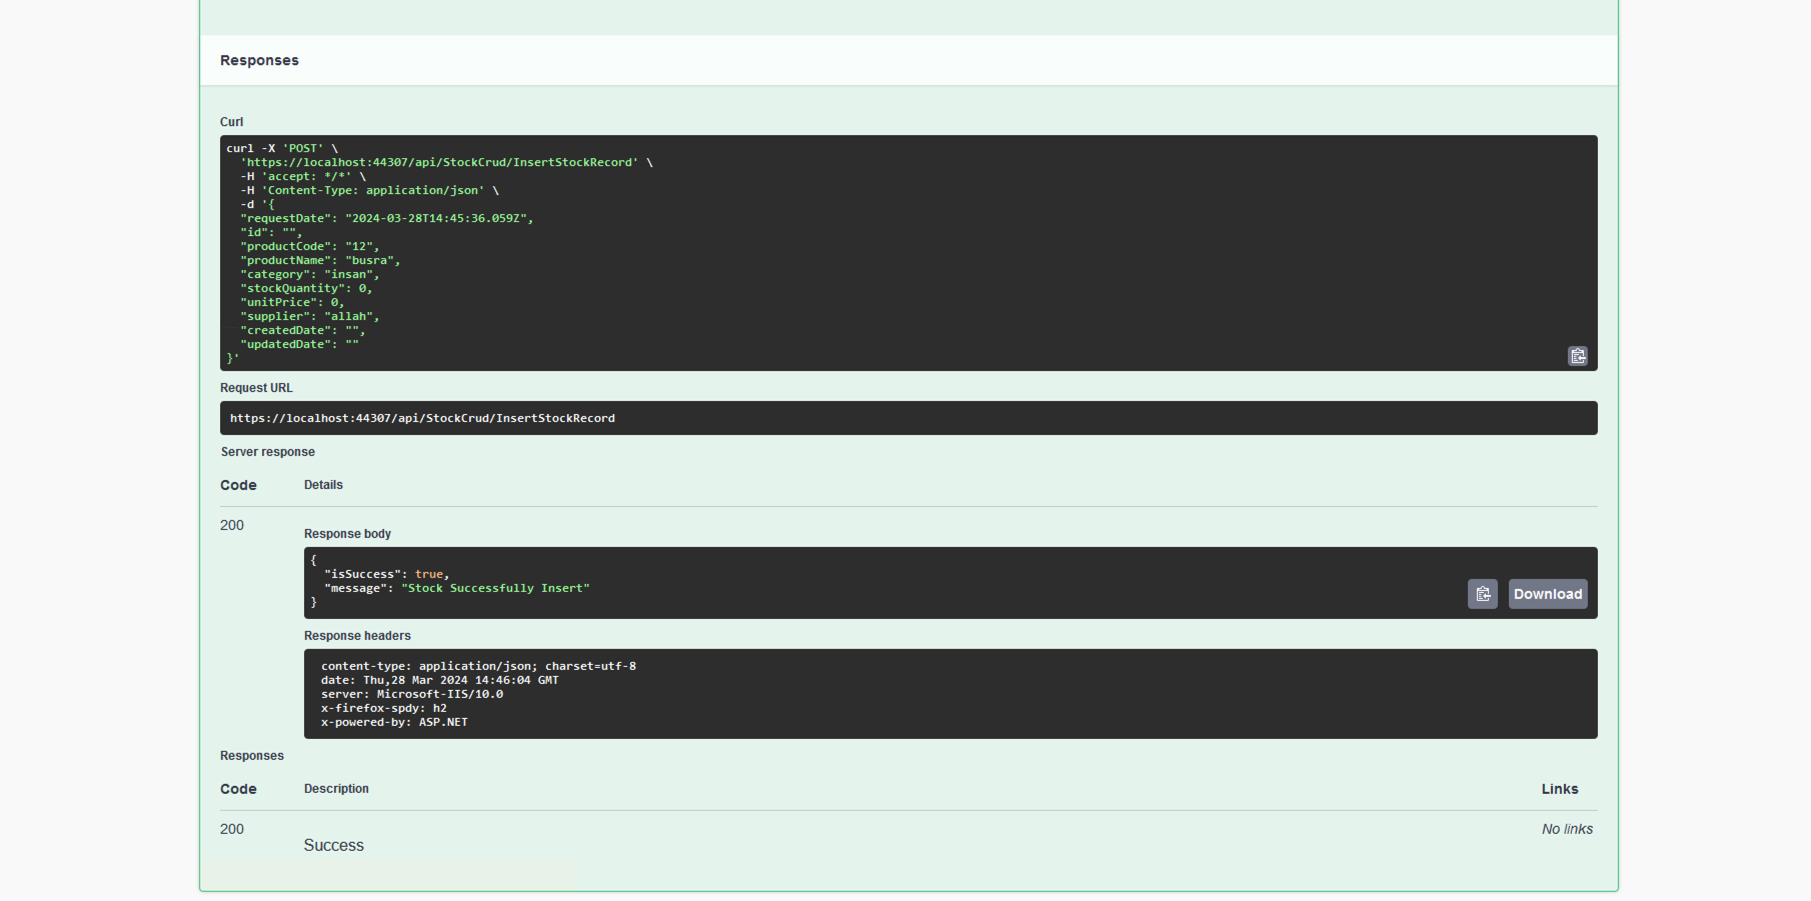 Responses
Curl
curl -X 'POST' \
  'https://localhost:44307/api/StockCrud/InsertStockRecord' \
  -H 'accept: */*' \
  -H 'Content-Type: application/json' \
  -d '{
  "requestDate": "2024-03-28T14:45:36.059Z",
  "id": "",
  "productCode": "12",
  "productName": "busra",
  "category": "insan",
  "stockQuantity": 0,
  "unitPrice": 0,
  "supplier": "allah",
  "createdDate": "",
  "updatedDate": ""
}'
Request URL
https://localhost:44307/api/StockCrud/InsertStockRecord
Server response
Code Details
200
Response body
{
  "isSuccess": true,
  "message": "Stock Successfully Insert"
}
Download
Response headers
content-type: application/json; charset=utf-8
date: Thu,28 Mar 2024 14:46:04 GMT
server: Microsoft-IIS/10.0
x-firefox-spdy: h2
x-powered-by: ASP.NET
Responses
Code Description Links
200 No links
Success